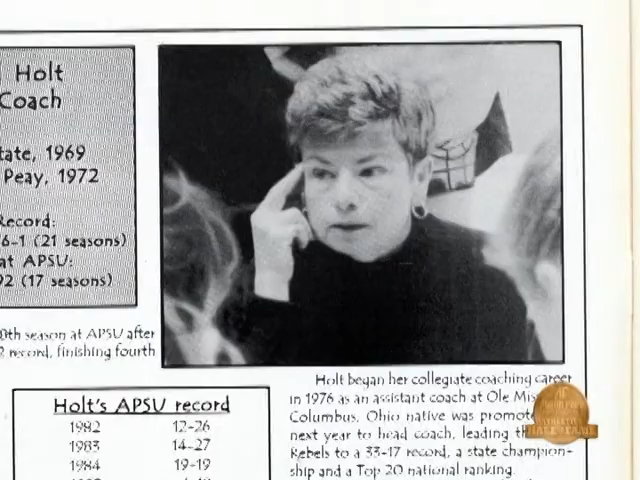 Holt
Coach
tate, 1969
Peay, 1972
Record:
6-1 (21 seasons)
at APSU:
92 (17 seasons)
0th season at APSU after
2 record, finishing fourth
Holt's APSU record
1982 12-26
1983 14-27
1984 19-19
Holt began her collegiate coaching career
in 1976 as an assistant coach at Ole Mis
Columbus, Ohio native was promote
next year to head coach, leading th
Rebels to a 33-17 record, a state champion-
ship and a Top 20 national ranking.